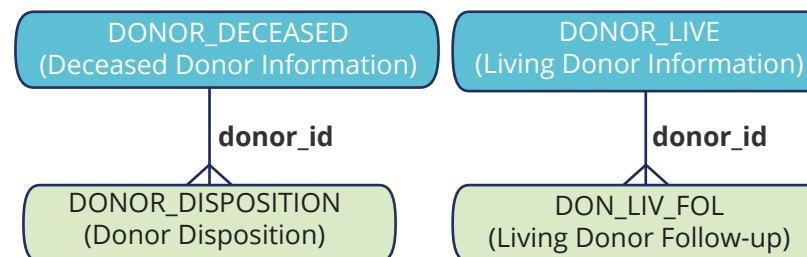 DONOR_DECEASED
(Deceased Donor Information)
donor_id
DONOR_DISPOSITION
(Donor Disposition)
DONOR_LIVE
(Living Donor Information)
donor_id
DON_LIV_FOL
(Living Donor Follow-up)